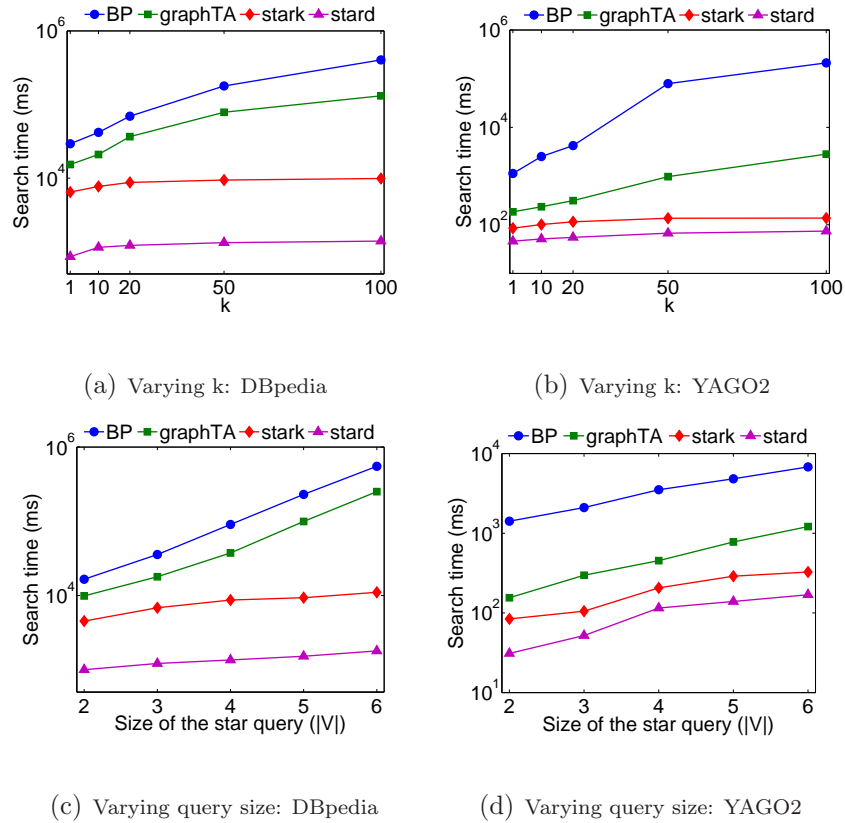 BP graphTA stark stard
10^6
10^4
Search time (ms)
1 10 20 50 100
k
(a) Varying k: DBpedia
BP graphTA stark stard
10^6
10^4
10^2
Search time (ms)
1 10 20 50 100
k
(b) Varying k: YAGO2
BP graphTA stark stard
10^6
10^4
Search time (ms)
2 3 4 5 6
Size of the star query (|V|)
(c) Varying query size: DBpedia
BP graphTA stark stard
10^4
10^3
10^2
10^1
Search time (ms)
2 3 4 5 6
Size of the star query (|V|)
(d) Varying query size: YAGO2